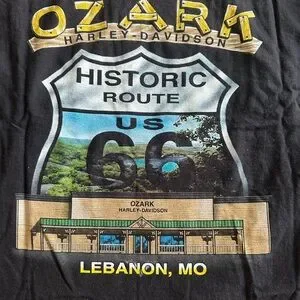 OZARK
HARLEY-DAVIDSON
HISTORIC
ROUTE
US
66
OZARK
HARLEY-DAVIDSON
LEBANON, MO